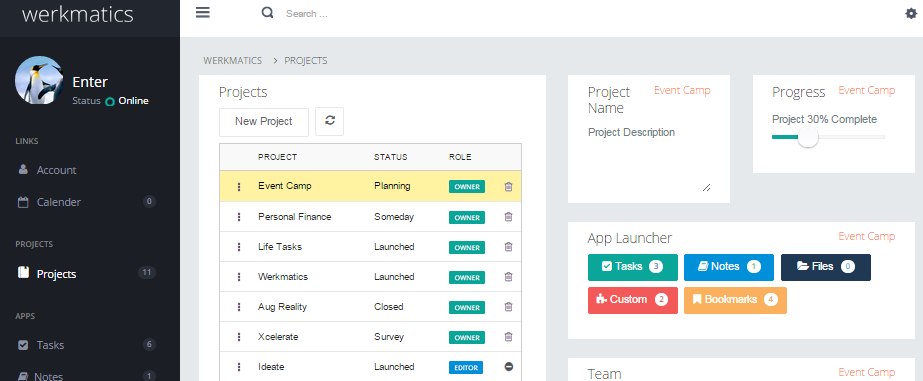 werkmatics
Search ...
Enter
Status Online
LINKS
Account
Calender 0
PROJECTS
Projects 11
APPS
Tasks 6
Notes 1
WERKMATICS > PROJECTS
Projects
New Project
PROJECT STATUS ROLE
Event Camp Planning OWNER
Personal Finance Someday OWNER
Life Tasks Launched OWNER
Werkmatics Launched OWNER
Aug Reality Closed OWNER
Xcelerate Survey OWNER
Ideate Launched EDITOR
Project Name
Event Camp
Project Description
Progress
Event Camp
Project 30% Complete
App Launcher
Event Camp
Tasks 3
Notes 1
Files 0
Custom 2
Bookmarks 4
Team
Event Camp